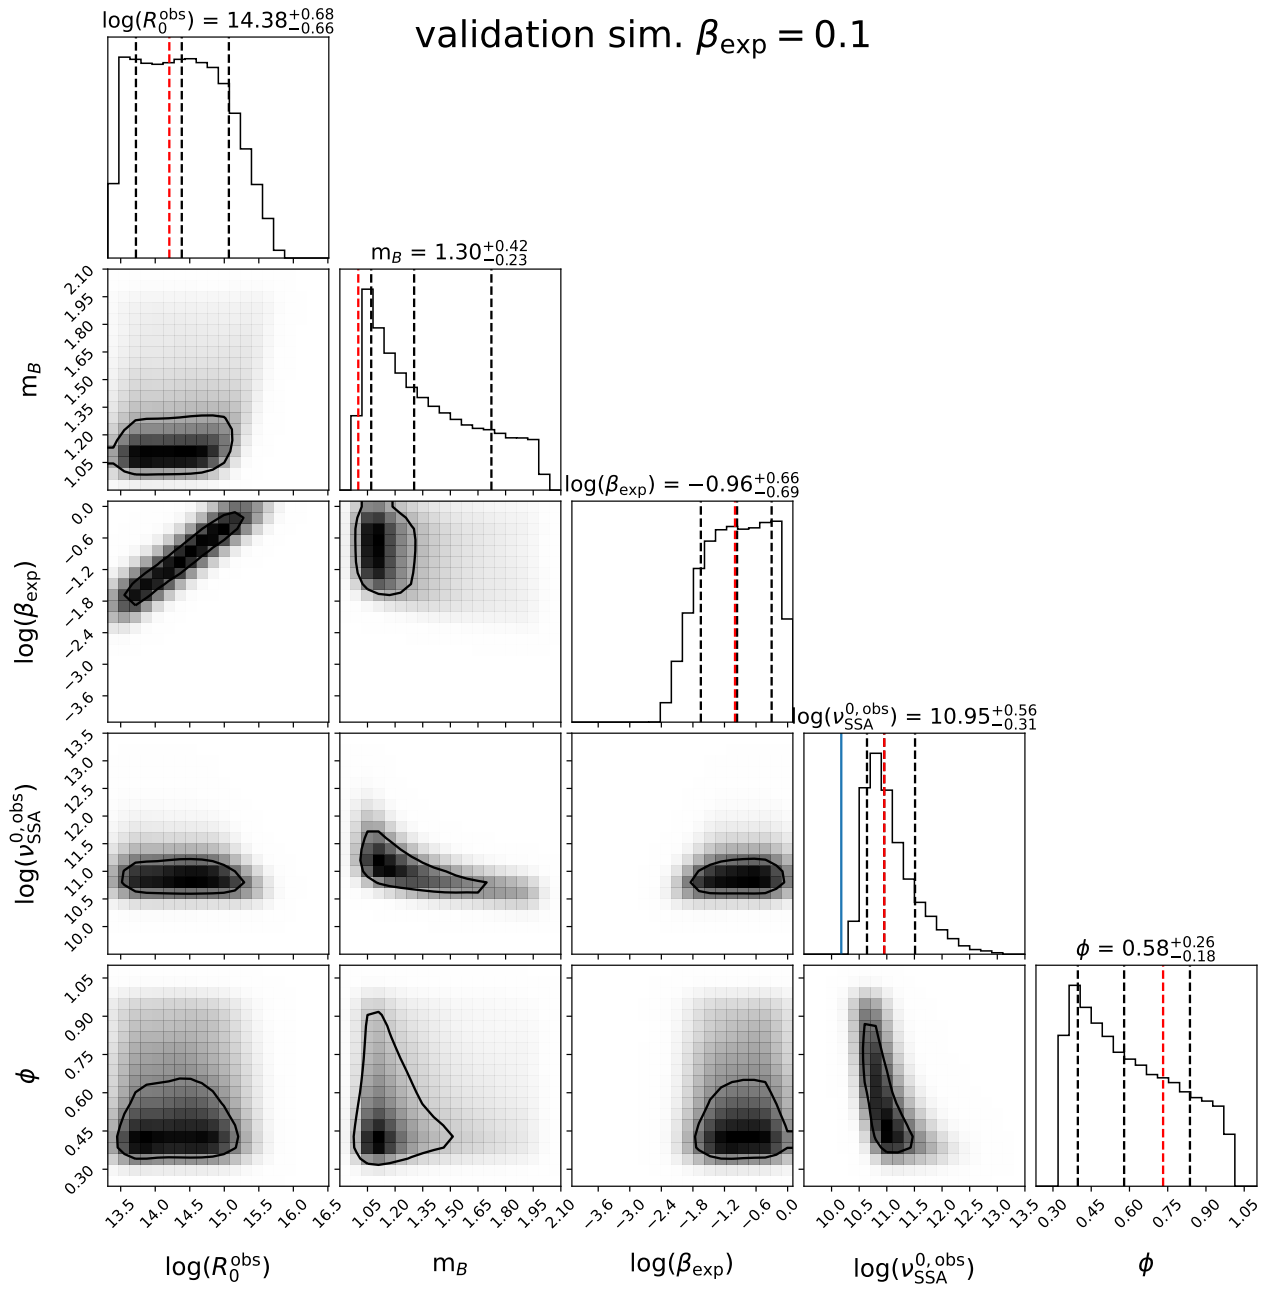 validation sim. β_exp = 0.1
log(R_0^obs) = 14.38^{+0.68}_{−0.66}
m_B = 1.30^{+0.42}_{−0.23}
2.10
1.95
1.80
1.65
1.50
1.35
1.20
1.05
m_B
log(β_exp) = −0.96^{+0.66}_{−0.69}
0.0
−0.6
−1.2
−1.8
−2.4
−3.0
−3.6
log(β_exp)
log(ν_SSA^{0,obs}) = 10.95^{+0.56}_{−0.31}
13.5
13.0
12.5
12.0
11.5
11.0
10.5
10.0
log(ν_SSA^{0,obs})
ϕ = 0.58^{+0.26}_{−0.18}
1.05
0.90
0.75
0.60
0.45
0.30
ϕ
13.5 14.0 14.5 15.0 15.5 16.0 16.5 1.05 1.20 1.35 1.50 1.65 1.80 1.95 2.10 −3.6 −3.0 −2.4 −1.8 −1.2 −0.6 0.0 10.0 10.5 11.0 11.5 12.0 12.5 13.0 13.5 0.30 0.45 0.60 0.75 0.90 1.05
log(R_0^obs) m_B log(β_exp) log(ν_SSA^{0,obs}) ϕ